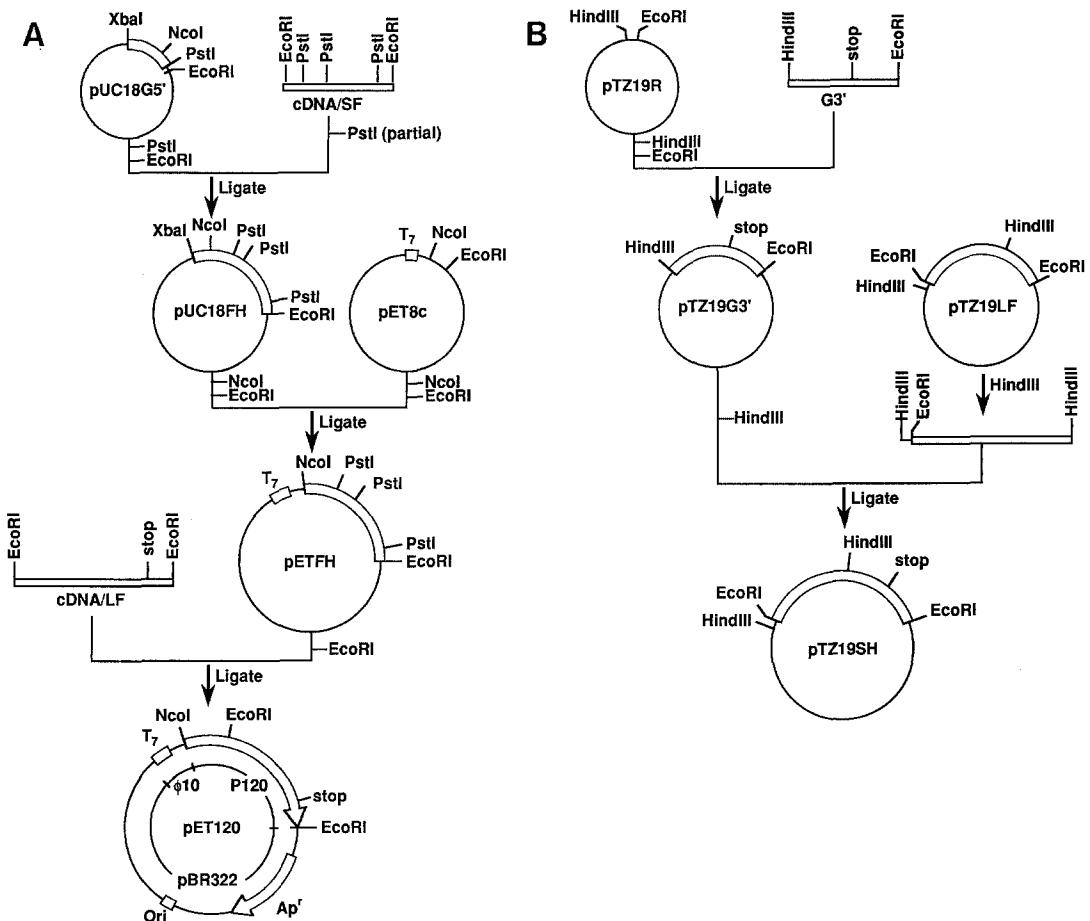 A
XbaI
NcoI
PstI
EcoRI
pUC18G5'
EcoRI
PstI
PstI
PstI
EcoRI
cDNA/SF
PstI (partial)
PstI
EcoRI
Ligate
XbaI
NcoI
PstI
PstI
PstI
EcoRI
pUC18FH
T7
NcoI
EcoRI
pET8c
NcoI
EcoRI
NcoI
EcoRI
Ligate
T7
NcoI
PstI
PstI
PstI
EcoRI
pETFH
EcoRI
stop
EcoRI
cDNA/LF
EcoRI
Ligate
T7
NcoI
EcoRI
ϕ10
P120
stop
EcoRI
pET120
pBR322
Ori
Apr
B
HindIII
EcoRI
pTZ19R
HindIII
stop
EcoRI
G3'
HindIII
EcoRI
Ligate
HindIII
stop
EcoRI
pTZ19G3'
EcoRI
HindIII
HindIII
EcoRI
pTZ19LF
HindIII
HindIII
EcoRI
HindIII
HindIII
Ligate
HindIII
stop
EcoRI
HindIII
EcoRI
pTZ19SH